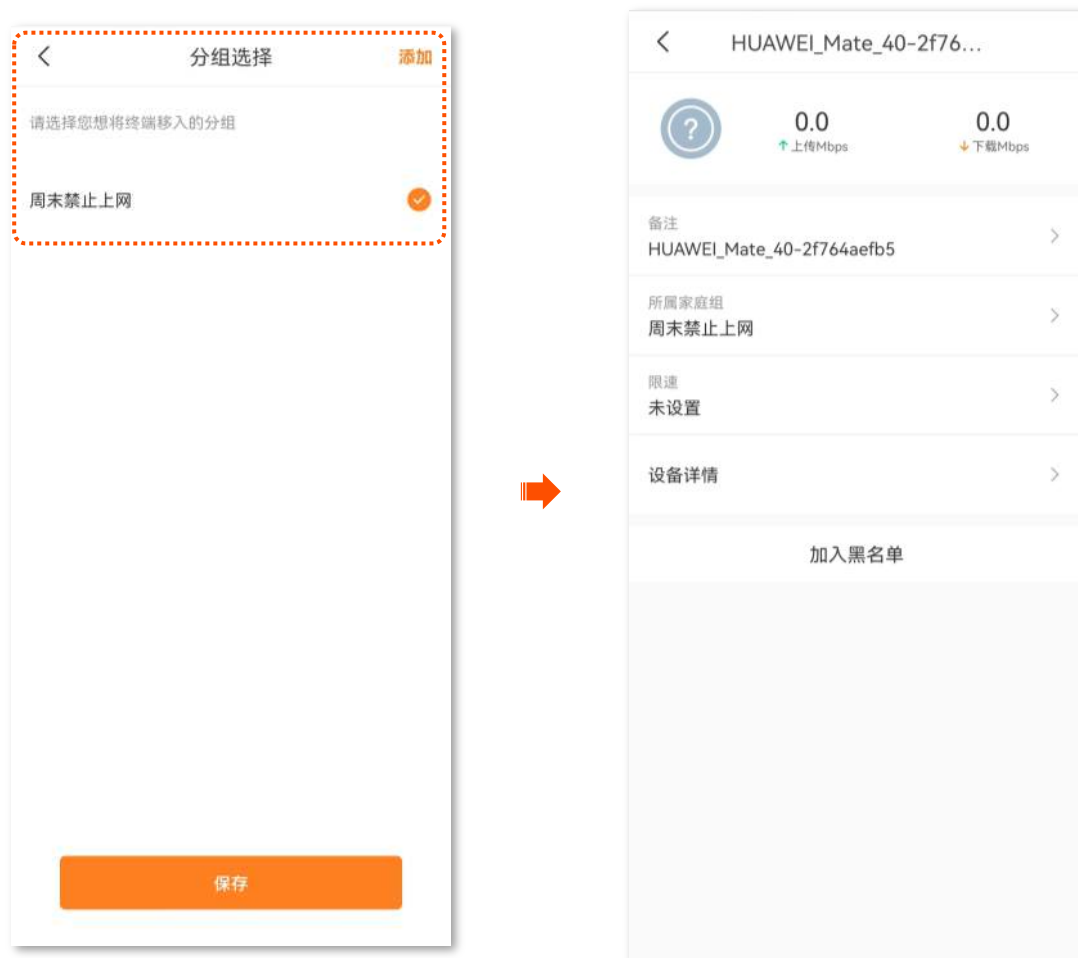 分组选择
添加
请选择您想将终端移入的分组
周末禁止上网
保存
HUAWEI_Mate_40-2f76...
?
0.0
上传Mbps
0.0
下载Mbps
备注
HUAWEI_Mate_40-2f764aefb5
所属家庭组
周末禁止上网
限速
未设置
设备详情
加入黑名单